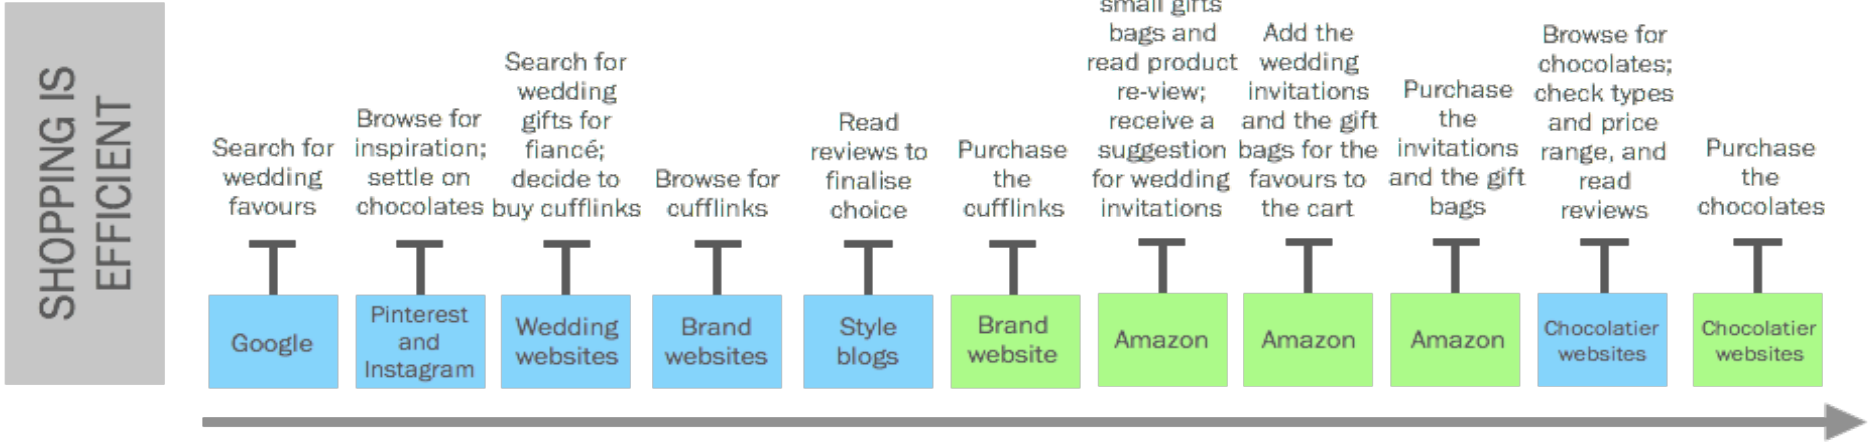 SHOPPING IS
EFFICIENT
Search for
wedding
favours
Google
Browse for
inspiration;
settle on
chocolates
Pinterest
and
Instagram
Search for
wedding
gifts for
fiancé;
decide to
buy cufflinks
Wedding
websites
Browse for
cufflinks
Brand
websites
Read
reviews to
finalise
choice
Style
blogs
Purchase
the
cufflinks
Brand
website
small gifts
bags and
read product
re-view;
receive a
suggestion
for wedding
invitations
Amazon
Add the
wedding
invitations
and the gift
bags for the
favours to
the cart
Amazon
Purchase
the
invitations
and the gift
bags
Amazon
Browse for
chocolates;
check types
and price
range, and
read
reviews
Chocolatier
websites
Purchase
the
chocolates
Chocolatier
websites